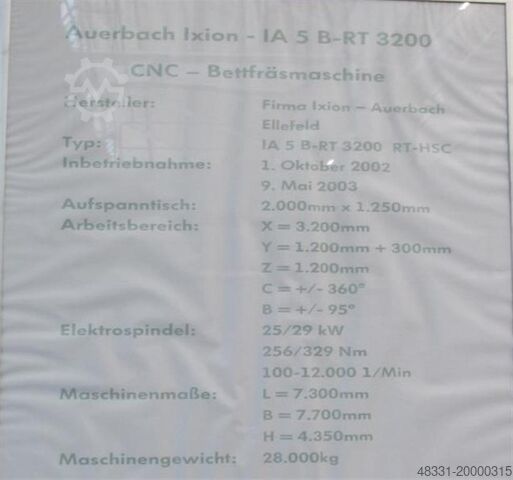 Auerbach Ixion - IA 5 B-RT 3200
CNC – Bettfräsmaschine
Hersteller: Firma Ixion – Auerbach
Ellefeld
Typ: IA 5 B-RT 3200 RT-HSC
Inbetriebnahme: 1. Oktober 2002
9. Mai 2003
Aufspanntisch: 2.000mm x 1.250mm
Arbeitsbereich: X = 3.200mm
Y = 1.200mm + 300mm
Z = 1.200mm
C = +/- 360°
B = +/- 95°
Elektrospindel: 25/29 kW
256/329 Nm
100-12.000 1/Min
Maschinenmaße: L = 7.300mm
B = 7.700mm
H = 4.350mm
Maschinengewicht: 28.000kg
48331-20000315